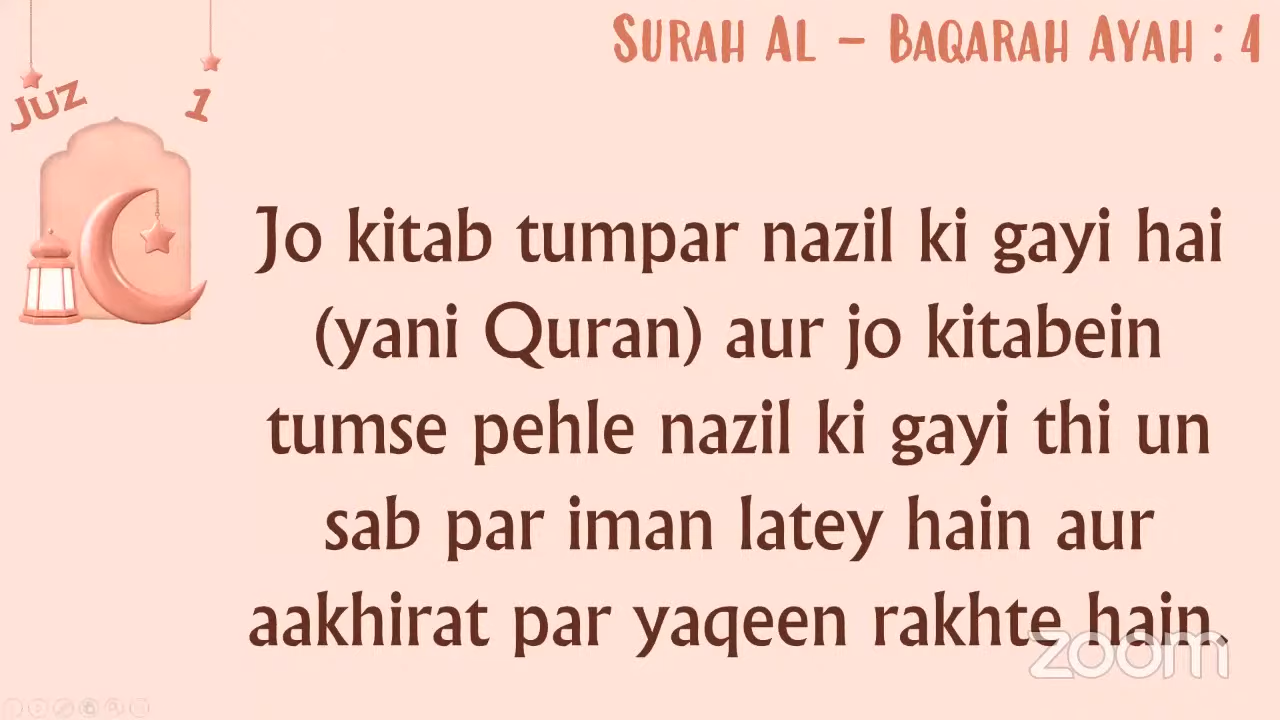 SURAH AL - BAQARAH AYAH : 4
JUZ 1
Jo kitab tumpar nazil ki gayi hai
(yani Quran) aur jo kitabein
tumse pehle nazil ki gayi thi un
sab par iman latey hain aur
aakhirat par yaqeen rakhte hain.
zoom